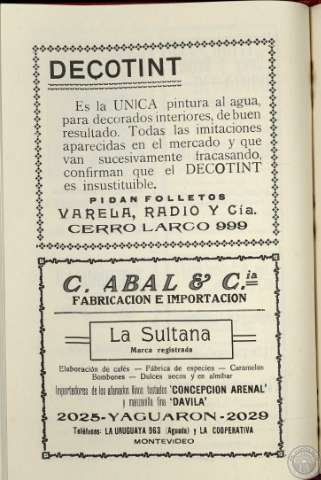 DECOTINT
Es la UNICA pintura al agua,
para decorados interiores, de buen
resultado. Todas las imitaciones
aparecidas en el mercado y que
van sucesivamente fracasando,
confirman que el DECOTINT
es insustituible.
PIDAN FOLLETOS
VARELA, RADIO Y Cía.
CERRO LARGO 999
C. ABAL & C.ia
FABRICACION E IMPORTACION
La Sultana
Marca registrada
Elaboración de cafés — Fábrica de especies — Caramelos
Bombones — Dulces secos y en almíbar
Importadores de los afamados finos tostados 'CONCEPCION ARENAL'
y manzanilla fina 'DAVILA'
2025-YAGUARON-2029
Teléfonos: LA URUGUAYA 963 (Aguada) y LA COOPERATIVA
MONTEVIDEO